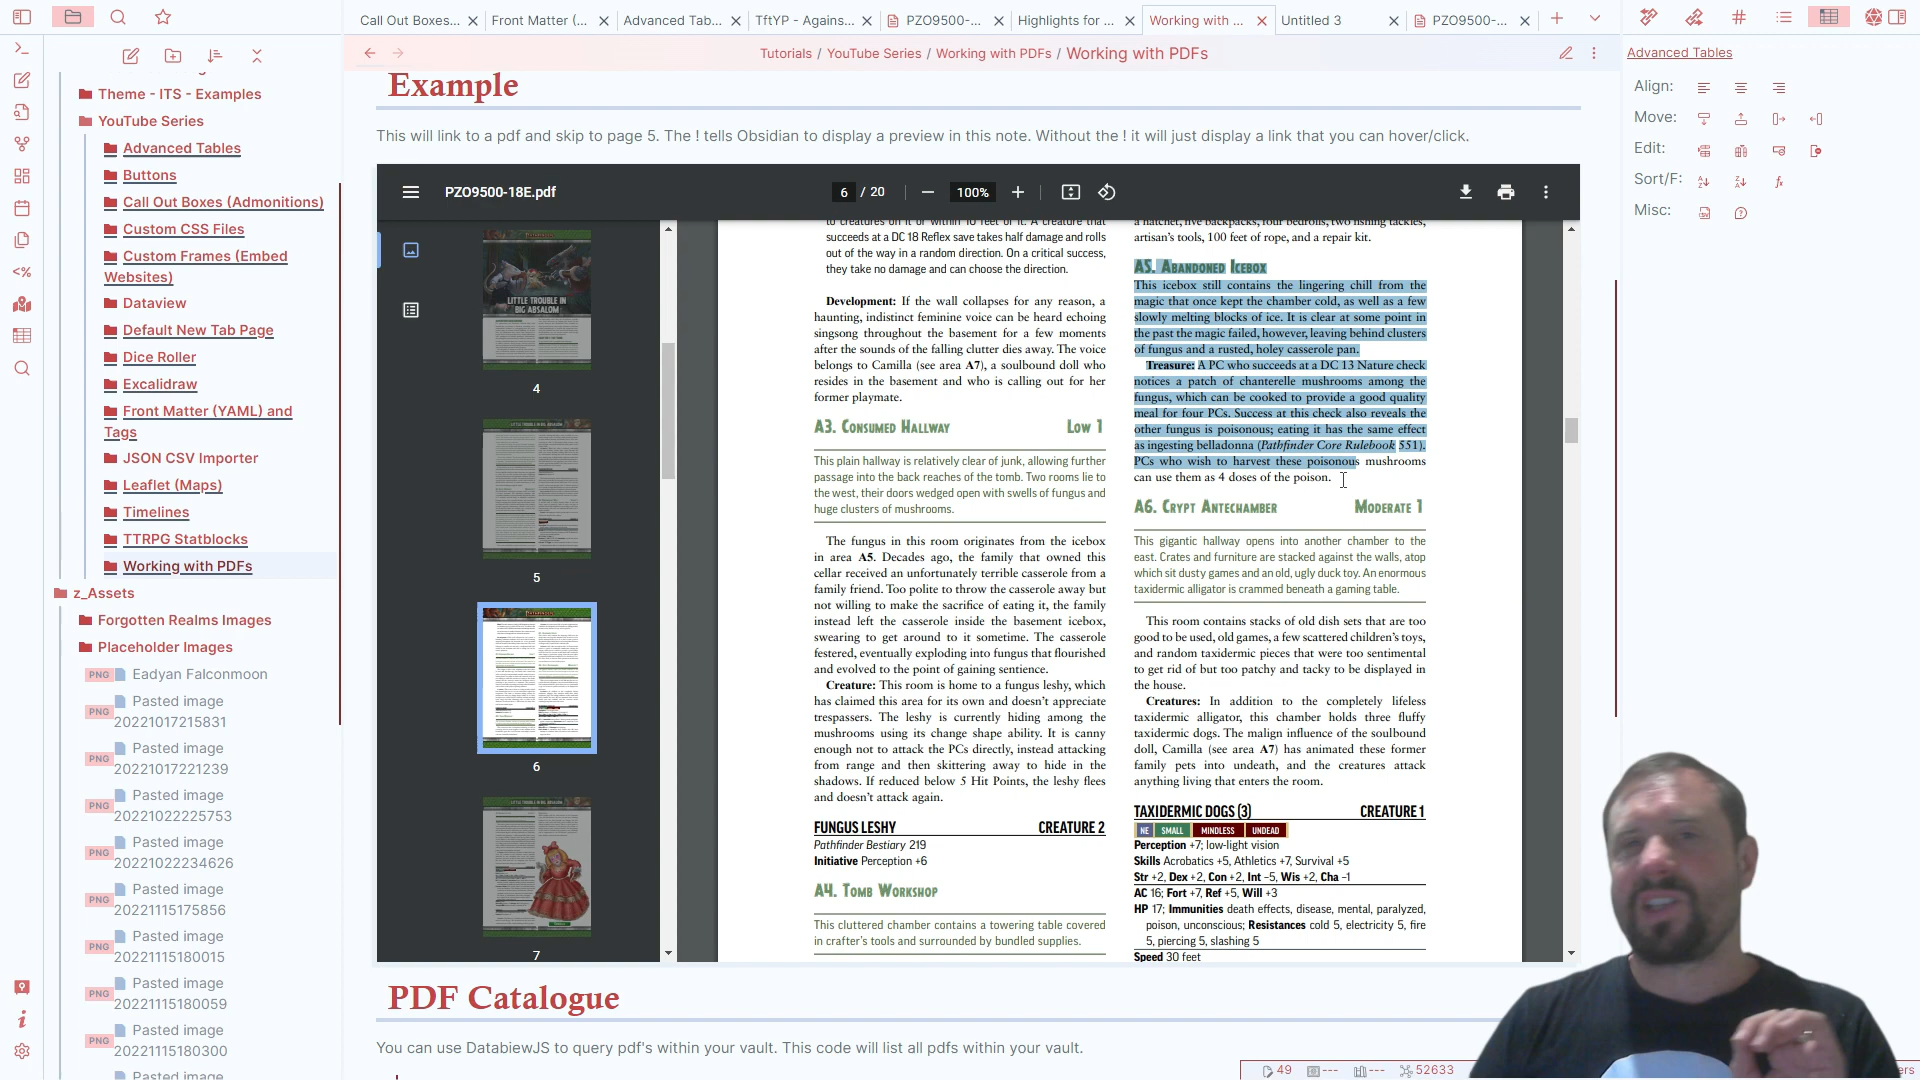 Call Out Boxes...
Front Matter (...
Advanced Tab...
TftYP - Agains...
PZO9500-...
Highlights for ...
Working with ...
Untitled 3
PZO9500-...
Tutorials / YouTube Series / Working with PDFs / Working with PDFs
Theme - ITS - Examples
YouTube Series
Advanced Tables
Buttons
Call Out Boxes (Admonitions)
Custom CSS Files
Custom Frames (Embed
Websites)
Dataview
Default New Tab Page
Dice Roller
Excalidraw
Front Matter (YAML) and
Tags
JSON CSV Importer
Leaflet (Maps)
Timelines
TTRPG Statblocks
Working with PDFs
z_Assets
Forgotten Realms Images
Placeholder Images
PNG Eadyan Falconmoon
PNG Pasted image
20221017215831
PNG Pasted image
20221017221239
PNG Pasted image
20221022225753
PNG Pasted image
20221022234626
PNG Pasted image
20221115175856
PNG Pasted image
20221115180015
PNG Pasted image
20221115180059
PNG Pasted image
20221115180300
Pasted image
Example
This will link to a pdf and skip to page 5. The ! tells Obsidian to display a preview in this note. Without the ! it will just display a link that you can hover/click.
PZO9500-18E.pdf
6 / 20
100%
LITTLE TROUBLE IN
BIG ABSALOM
4
5
6
7
to creatures on it or within 10 feet of it. A creature that
succeeds at a DC 18 Reflex save takes half damage and rolls
out of the way in a random direction. On a critical success,
they take no damage and can choose the direction.
Development: If the wall collapses for any reason, a
haunting, indistinct feminine voice can be heard echoing
singsong throughout the basement for a few moments
after the sounds of the falling clutter dies away. The voice
belongs to Camilla (see area A7), a soulbound doll who
resides in the basement and who is calling out for her
former playmate.
A3. Consumed Hallway Low 1
This plain hallway is relatively clear of junk, allowing further
passage into the back reaches of the tomb. Two rooms lie to
the west, their doors wedged open with swells of fungus and
huge clusters of mushrooms.
The fungus in this room originates from the icebox
in area A5. Decades ago, the family that owned this
cellar received an unfortunately terrible casserole from a
family friend. Too polite to throw the casserole away but
not willing to make the sacrifice of eating it, the family
instead left the casserole inside the basement icebox,
swearing to get around to it sometime. The casserole
festered, eventually exploding into fungus that flourished
and evolved to the point of gaining sentience.
Creature: This room is home to a fungus leshy, which
has claimed this area for its own and doesn't appreciate
trespassers. The leshy is currently hiding among the
mushrooms using its change shape ability. It is canny
enough not to attack the PCs directly, instead attacking
from range and then skittering away to hide in the
shadows. If reduced below 5 Hit Points, the leshy flees
and doesn't attack again.
FUNGUS LESHY CREATURE 2
Pathfinder Bestiary 219
Initiative Perception +6
A4. Tomb Workshop
This cluttered chamber contains a towering table covered
in crafter's tools and surrounded by bundled supplies.
a hatchet, five backpacks, four bedrolls, two fishing tackles,
artisan's tools, 100 feet of rope, and a repair kit.
A5. Abandoned Icebox
This icebox still contains the lingering chill from the
magic that once kept the chamber cold, as well as a few
slowly melting blocks of ice. It is clear at some point in
the past the magic failed, however, leaving behind clusters
of fungus and a rusted, holey casserole pan.
Treasure: A PC who succeeds at a DC 13 Nature check
notices a patch of chanterelle mushrooms among the
fungus, which can be cooked to provide a good quality
meal for four PCs. Success at this check also reveals the
other fungus is poisonous; eating it has the same effect
as ingesting belladonna (Pathfinder Core Rulebook 551).
PCs who wish to harvest these poisonous mushrooms
can use them as 4 doses of the poison.
A6. Crypt Antechamber Moderate 1
This gigantic hallway opens into another chamber to the
east. Crates and furniture are stacked against the walls, atop
which sit dusty games and an old, ugly duck toy. An enormous
taxidermic alligator is crammed beneath a gaming table.
This room contains stacks of old dish sets that are too
good to be used, old games, a few scattered children's toys,
and random taxidermic pieces that were too sentimental
to get rid of but too patchy and tacky to be displayed in
the house.
Creatures: In addition to the completely lifeless
taxidermic alligator, this chamber holds three fluffy
taxidermic dogs. The malign influence of the soulbound
doll, Camilla (see area A7) has animated these former
family pets into undeath, and the creatures attack
anything living that enters the room.
TAXIDERMIC DOGS (3) CREATURE 1
NE SMALL MINDLESS UNDEAD
Perception +7; low-light vision
Skills Acrobatics +5, Athletics +7, Survival +5
Str +2, Dex +2, Con +2, Int –5, Wis +2, Cha –1
AC 16; Fort +7, Ref +5, Will +3
HP 17; Immunities death effects, disease, mental, paralyzed,
poison, unconscious; Resistances cold 5, electricity 5, fire
5, piercing 5, slashing 5
Speed 30 feet
PDF Catalogue
You can use DatabiewJS to query pdf's within your vault. This code will list all pdfs within your vault.
Advanced Tables
Align:
Move:
Edit:
Sort/F:
Misc:
49 --- --- 52633